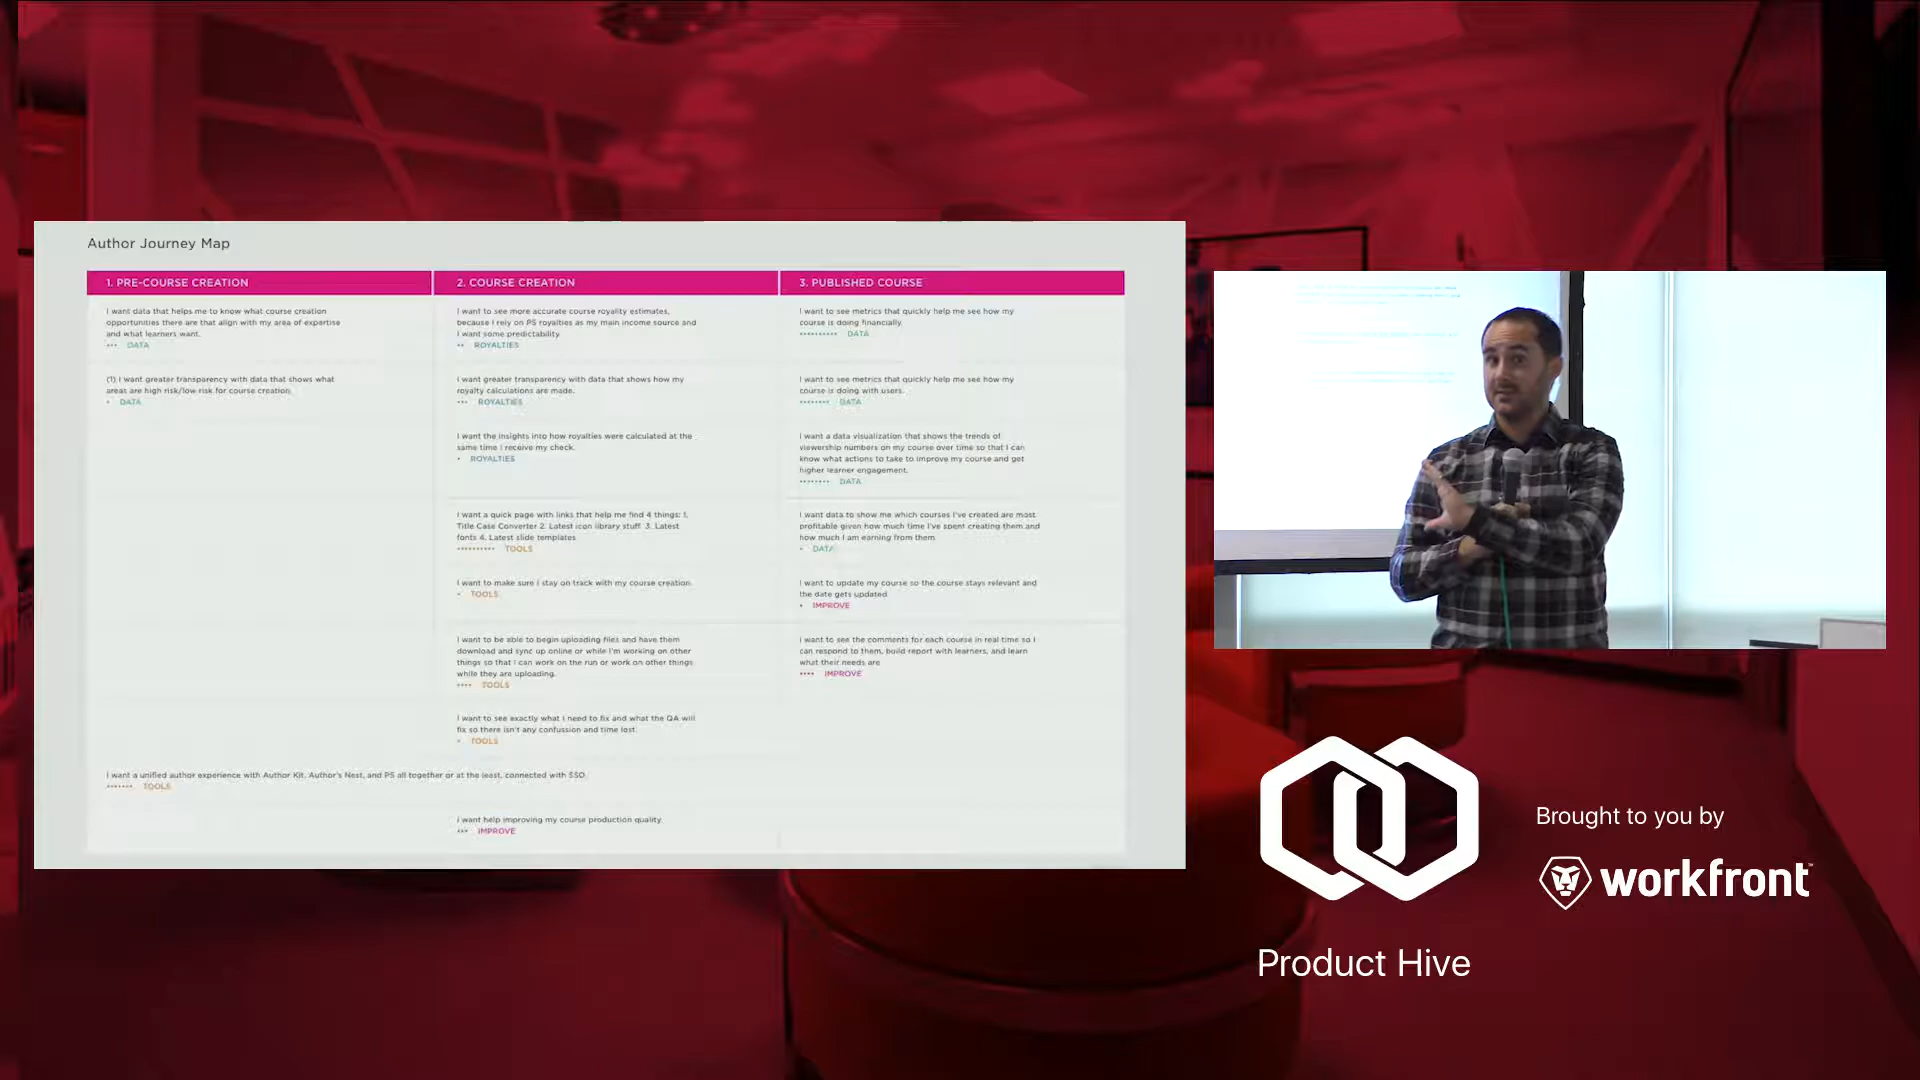 Author Journey Map
1. PRE-COURSE CREATION
I want data that helps me to know what course creation
opportunities there are that align with my area of expertise
and what learners want.
••• DATA
(1) I want greater transparency with data that shows what
areas are high risk/low risk for course creation.
• DATA
2. COURSE CREATION
I want to see more accurate course royality estimates,
because I rely on PS royalties as my main income source and
I want some predictability.
•• ROYALTIES
I want greater transparency with data that shows how my
royalty calculations are made.
••• ROYALTIES
I want the insights into how royalties were calculated at the
same time I receive my check.
• ROYALTIES
I want a quick page with links that help me find 4 things: 1.
Title Case Converter 2. Latest icon library stuff 3. Latest
fonts 4. Latest slide templates
•••••••••• TOOLS
I want to make sure I stay on track with my course creation.
• TOOLS
I want to be able to begin uploading files and have them
download and sync up online or while I'm working on other
things so that I can work on the run or work on other things
while they are uploading.
•••• TOOLS
I want to see exactly what I need to fix and what the QA will
fix so there isn't any confussion and time lost.
• TOOLS
I want a unified author experience with Author Kit, Author's Nest, and PS all together or at the least, connected with SSO.
••••••• TOOLS
I want help improving my course production quality.
••• IMPROVE
3. PUBLISHED COURSE
I want to see metrics that quickly help me see how my
course is doing financially.
•••••••••• DATA
I want to see metrics that quickly help me see how my
course is doing with users.
•••••••• DATA
I want a data visualization that shows the trends of
viewership numbers on my course over time so that I can
know what actions to take to improve my course and get
higher learner engagement.
•••••••• DATA
I want data to show me which courses I've created are most
profitable given how much time I've spent creating them and
how much I am earning from them.
• DATA
I want to update my course so the course stays relevant and
the date gets updated.
• IMPROVE
I want to see the comments for each course in real time so I
can respond to them, build report with learners, and learn
what their needs are
•••• IMPROVE
Brought to you by
workfront™
Product Hive